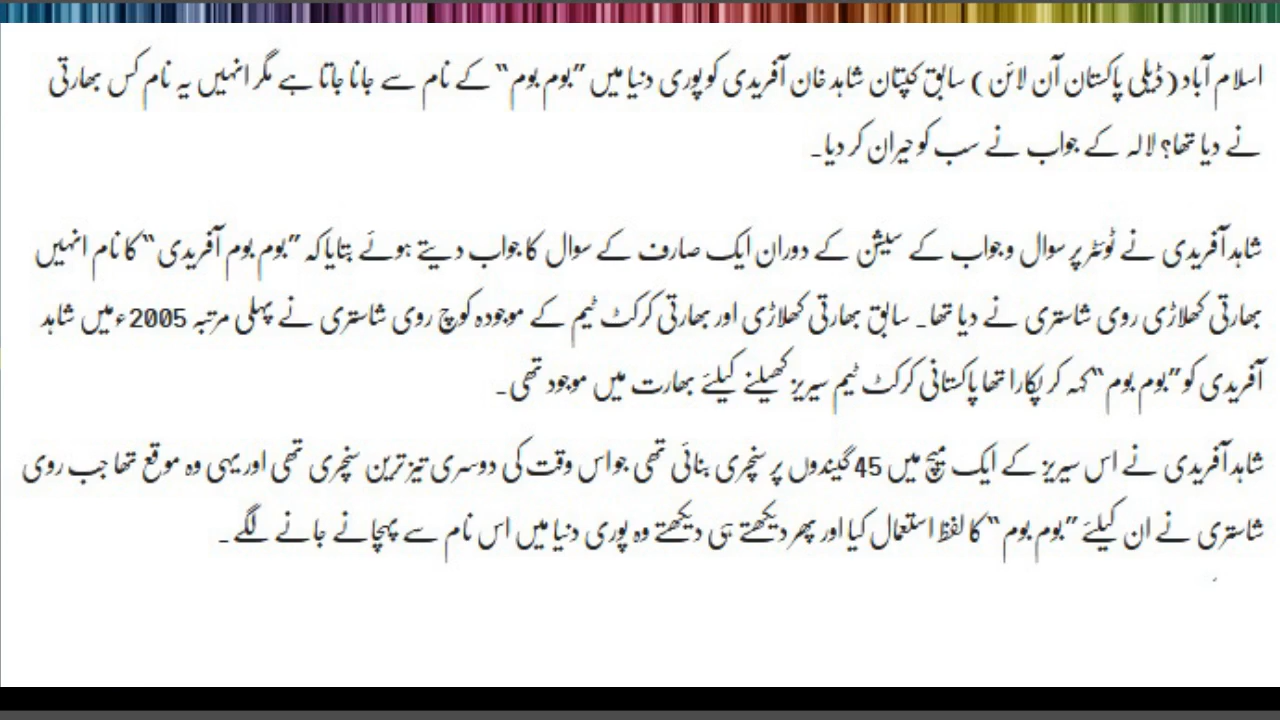 اسلام آباد (ڈیلی پاکستان آن لائن) سابق کپتان شاہد خان آفریدی کو پوری دنیا میں ”بوم بوم“ کے نام سے جانا جاتا ہے مگر انہیں یہ نام کس بھارتی
نے دیا تھا؟ لالہ کے جواب نے سب کو حیران کر دیا۔
شاہد آفریدی نے ٹوئٹر پر سوال و جواب کے سیشن کے دوران ایک صارف کے سوال کا جواب دیتے ہوئے بتایا کہ ”بوم بوم آفریدی“ کا نام انہیں
بھارتی کھلاڑی روی شاستری نے دیا تھا۔ سابق بھارتی کھلاڑی اور بھارتی کرکٹ ٹیم کے موجودہ کوچ روی شاستری نے پہلی مرتبہ 2005ء میں شاہد
آفریدی کو ”بوم بوم“ کہہ کر پکارا تھا پاکستانی کرکٹ ٹیم سیریز کھیلنے کیلئے بھارت میں موجود تھی۔
شاہد آفریدی نے اس سیریز کے ایک میچ میں 45 گیندوں پر سنچری بنائی تھی جو اس وقت کی دوسری تیز ترین سنچری تھی اور یہی وہ موقع تھا جب روی
شاستری نے ان کیلئے ”بوم بوم“ کا لفظ استعمال کیا اور پھر دیکھتے ہی دیکھتے وہ پوری دنیا میں اس نام سے پہچانے جانے لگے۔